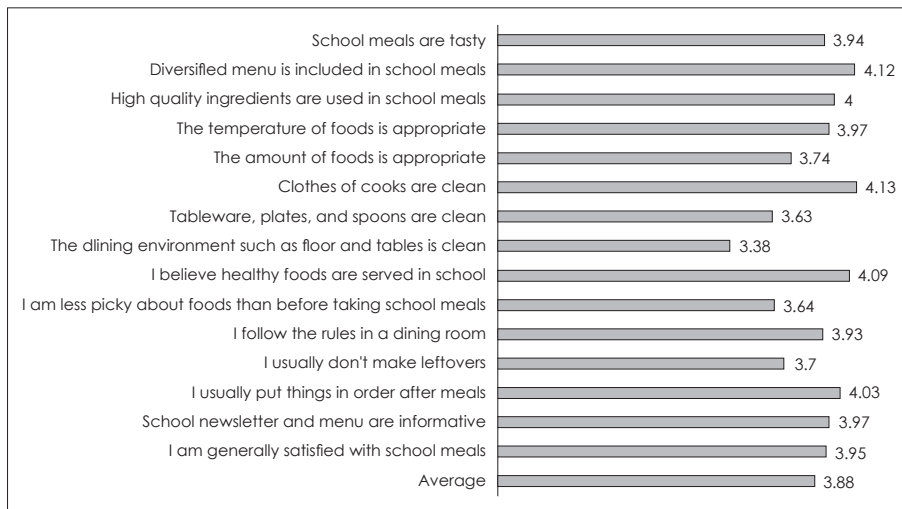 School meals are tasty 3.94
Diversified menu is included in school meals 4.12
High quality ingredients are used in school meals 4
The temperature of foods is appropriate 3.97
The amount of foods is appropriate 3.74
Clothes of cooks are clean 4.13
Tableware, plates, and spoons are clean 3.63
The dlining environment such as floor and tables is clean 3.38
I believe healthy foods are served in school 4.09
I am less picky about foods than before taking school meals 3.64
I follow the rules in a dining room 3.93
I usually don't make leftovers 3.7
I usually put things in order after meals 4.03
School newsletter and menu are informative 3.97
I am generally satisfied with school meals 3.95
Average 3.88